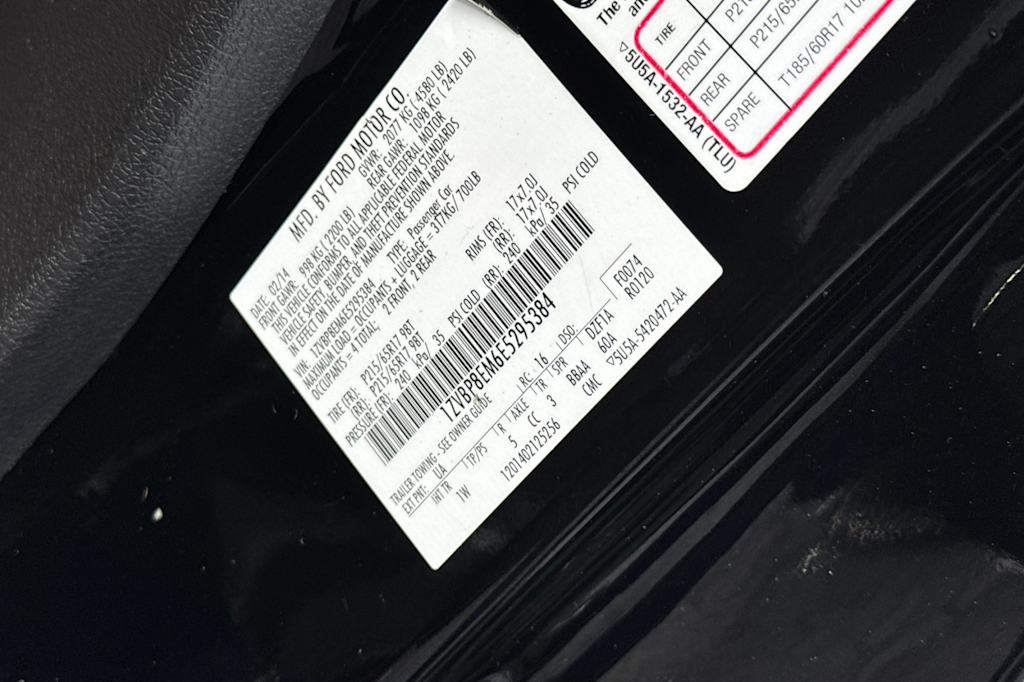 MFD. BY FORD MOTOR CO.
DATE: 02/14
GVWR: 2077 KG ( 4580 LB)
FRONT GAWR: 998 KG ( 2200 LB)
REAR GAWR: 1098 KG ( 2420 LB)
THIS VEHICLE CONFORMS TO ALL APPLICABLE FEDERAL MOTOR
VEHICLE SAFETY, BUMPER, AND THEFT PREVENTION STANDARDS
IN EFFECT ON THE DATE OF MANUFACTURE SHOWN ABOVE.
VIN: 1ZVBP8EM6E5295384 TYPE: Passenger Car
MAXIMUM LOAD = OCCUPANTS + LUGGAGE = 317KG/700LB
OCCUPANTS = 4 TOTAL, 2 FRONT, 2 REAR
TIRE (FR): P215/65R17 98T RIMS (FR): 17X7.0J
(RR): P215/65R17 98T (RR): 17X7.0J
PRESSURE (FR): 240 kPa/ 35 PSI COLD (RR): 240 kPa/ 35 PSI COLD
1ZVBP8EM6E5295384
TRAILER TOWING - SEE OWNER GUIDE
EXT PNT: UA RC: 16 DSO: F0074
INT TR TP/PS R AXLE TR SPR DZF1A R0120
1W 5 CC 3 BBAA 60A
1201402125256 CMC ▽5U5A-5420472-AA
The
and
TIRE
FRONT
REAR P215/65
SPARE T185/60R17
▽5U5A-1532-AA (TLU)